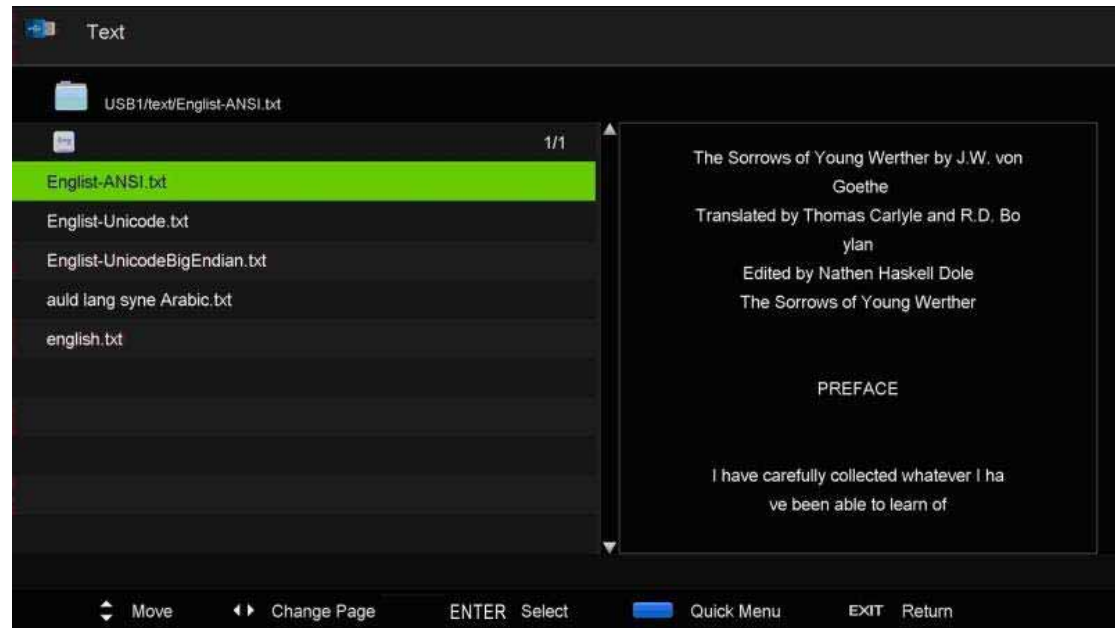 Text
USB1/text/Englist-ANSI.txt
1/1
Englist-ANSI.txt
Englist-Unicode.txt
Englist-UnicodeBigEndian.txt
auld lang syne Arabic.txt
english.txt
The Sorrows of Young Werther by J.W. von
Goethe
Translated by Thomas Carlyle and R.D. Bo
ylan
Edited by Nathen Haskell Dole
The Sorrows of Young Werther
PREFACE
I have carefully collected whatever I ha
ve been able to learn of
Move Change Page ENTER Select Quick Menu EXIT Return